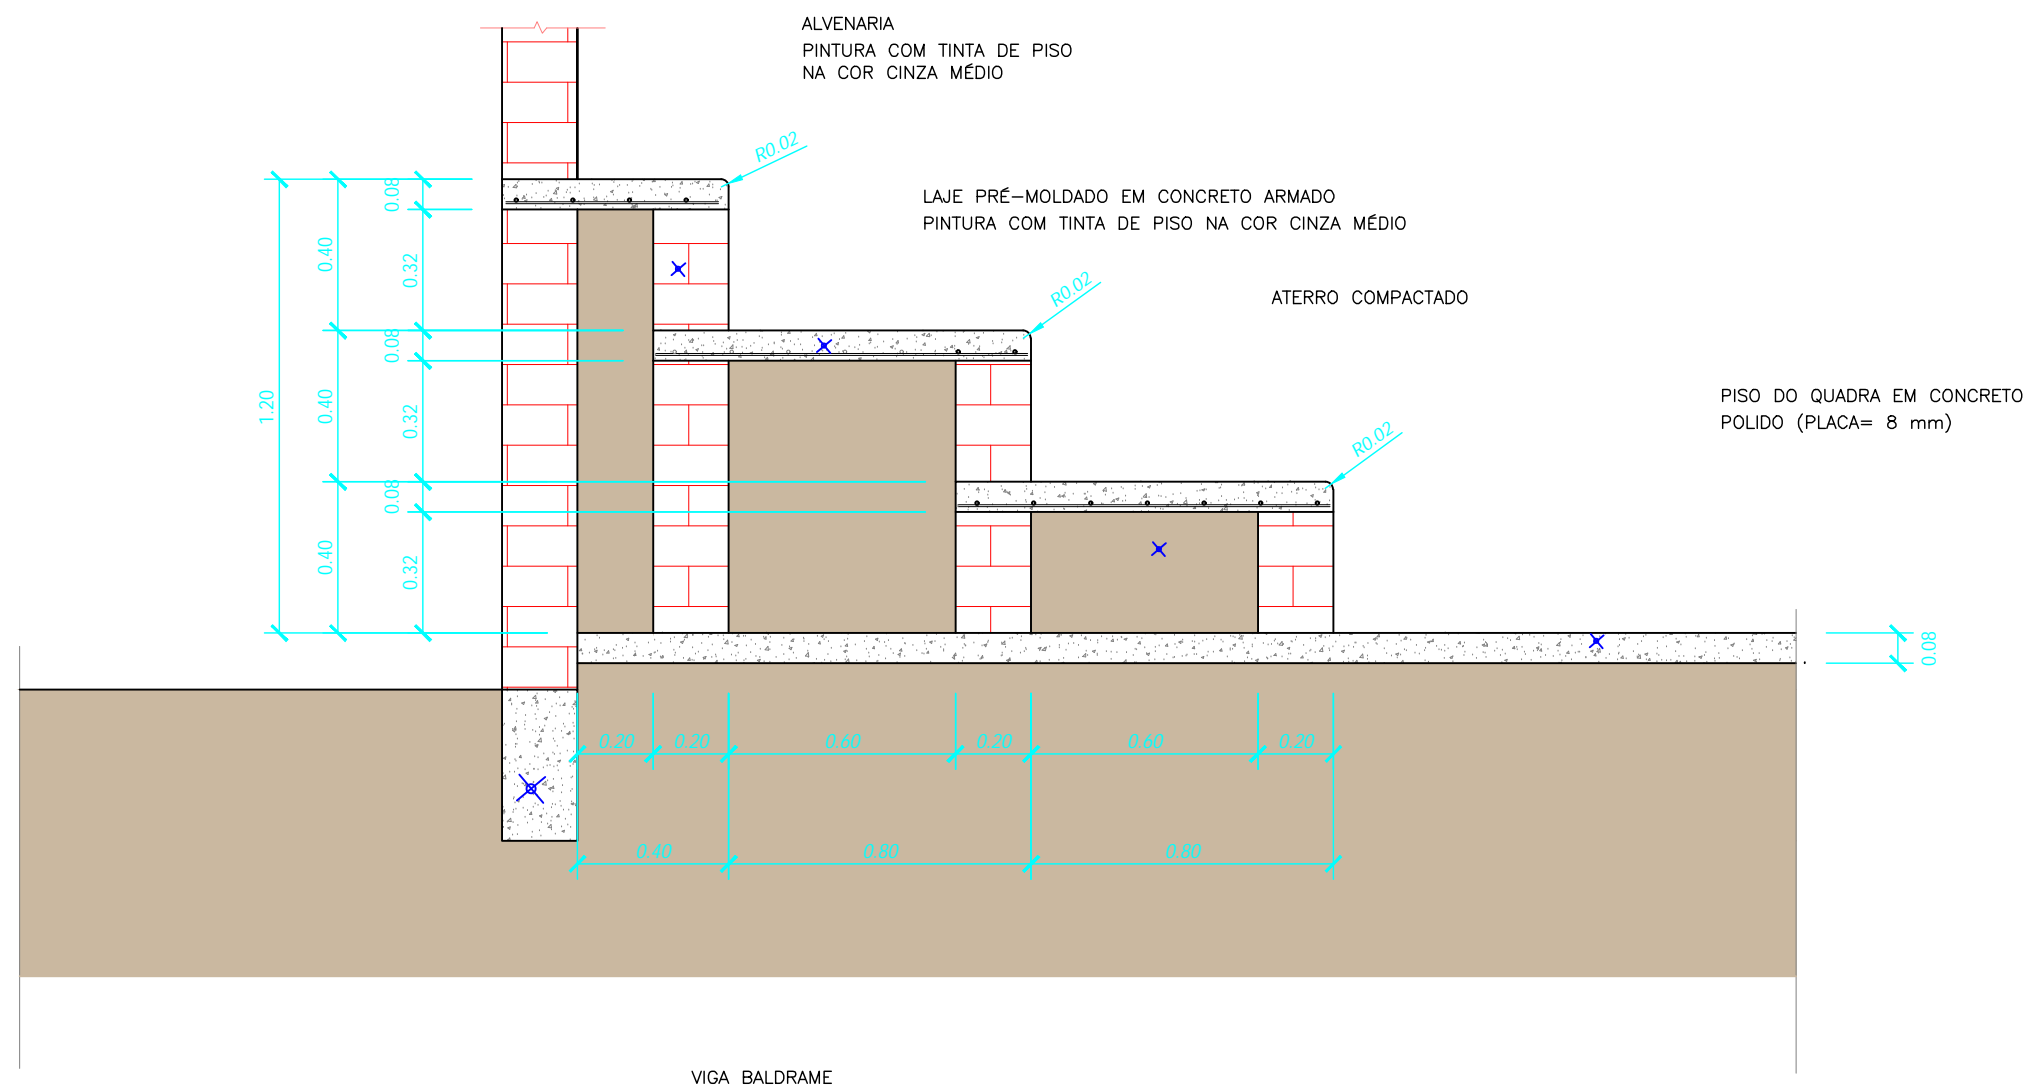 ALVENARIA
PINTURA COM TINTA DE PISO
NA COR CINZA MÉDIO
R0.02
LAJE PRÉ-MOLDADO EM CONCRETO ARMADO
PINTURA COM TINTA DE PISO NA COR CINZA MÉDIO
R0.02
ATERRO COMPACTADO
PISO DO QUADRA EM CONCRETO
POLIDO (PLACA= 8 mm)
R0.02
1.20
0.40
0.40
0.40
0.08
0.32
0.08
0.32
0.08
0.32
0.08
0.20
0.20
0.60
0.20
0.60
0.20
0.40
0.80
0.80
VIGA BALDRAME